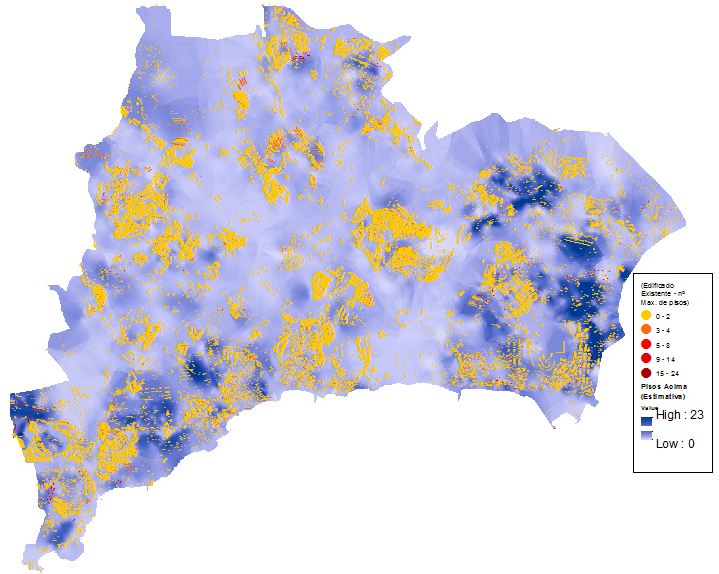 (Edificado
Existente - nº
Max. de pisos)
0 - 2
3 - 4
5 - 8
9 - 14
15 - 24
Pisos Acima
(Estimativa)
Value
High : 23
Low : 0